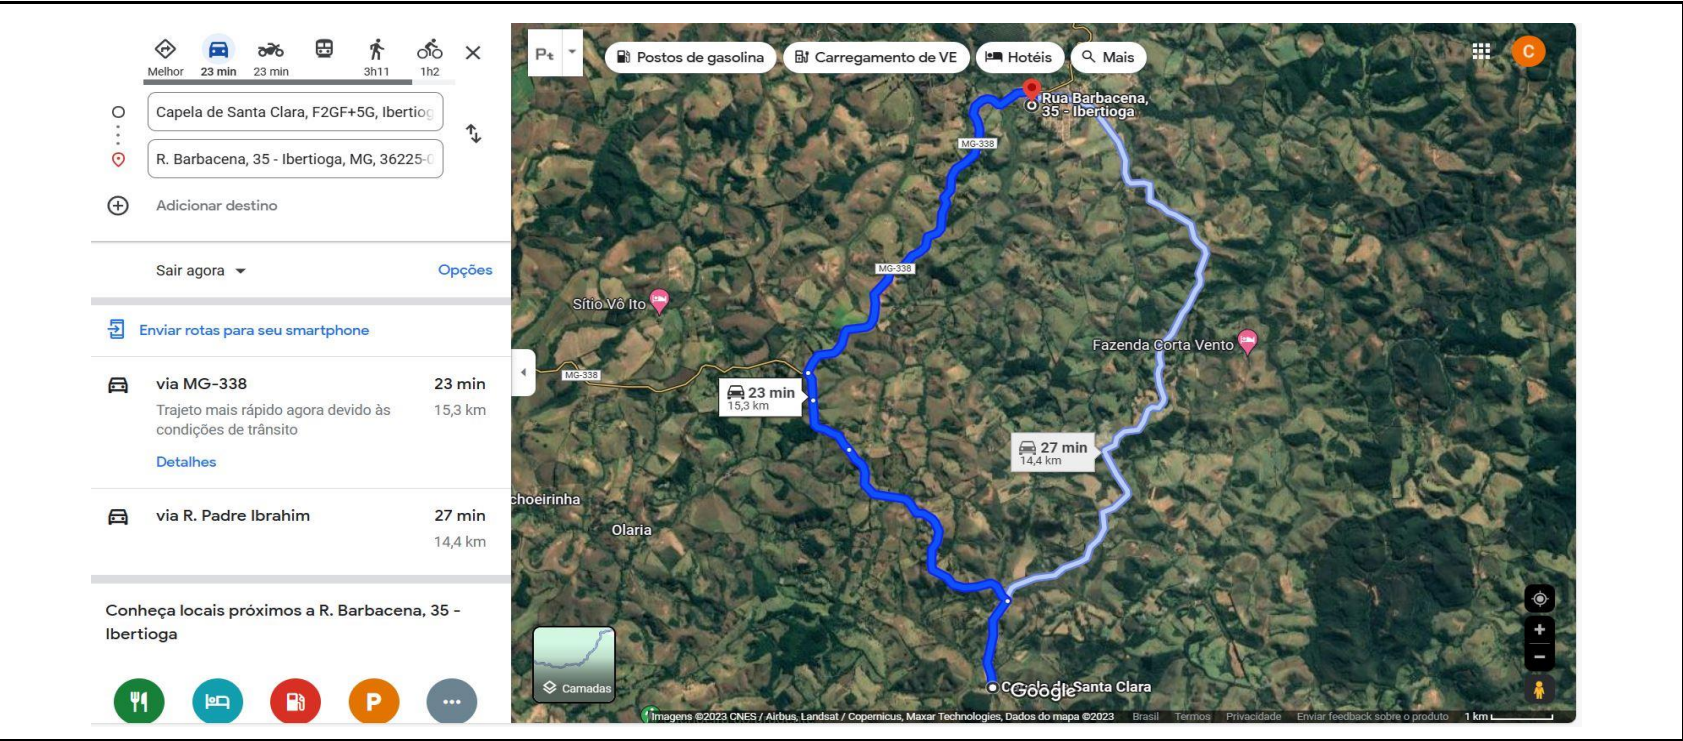 Melhor
23 min
23 min
3h11
1h2
Capela de Santa Clara, F2GF+5G, Ibertiog
R. Barbacena, 35 - Ibertioga, MG, 36225-0
Adicionar destino
Sair agora
Opções
Enviar rotas para seu smartphone
via MG-338
23 min
Trajeto mais rápido agora devido às
15,3 km
condições de trânsito
Detalhes
via R. Padre Ibrahim
27 min
14,4 km
Conheça locais próximos a R. Barbacena, 35 -
Ibertioga
P
Pt
Postos de gasolina
Carregamento de VE
Hotéis
Mais
C
Rua Barbacena,
35 - Ibertioga
MG-338
MG-338
Sítio Vô Ito
Fazenda Corta Vento
MG-338
23 min
15,3 km
27 min
14,4 km
choeirinha
Olaria
Camadas
Santa Clara
Google
Imagens ©2023 CNES / Airbus, Landsat / Copernicus, Maxar Technologies, Dados do mapa ©2023
Brasil
Termos
Privacidade
Enviar feedback sobre o produto
1 km